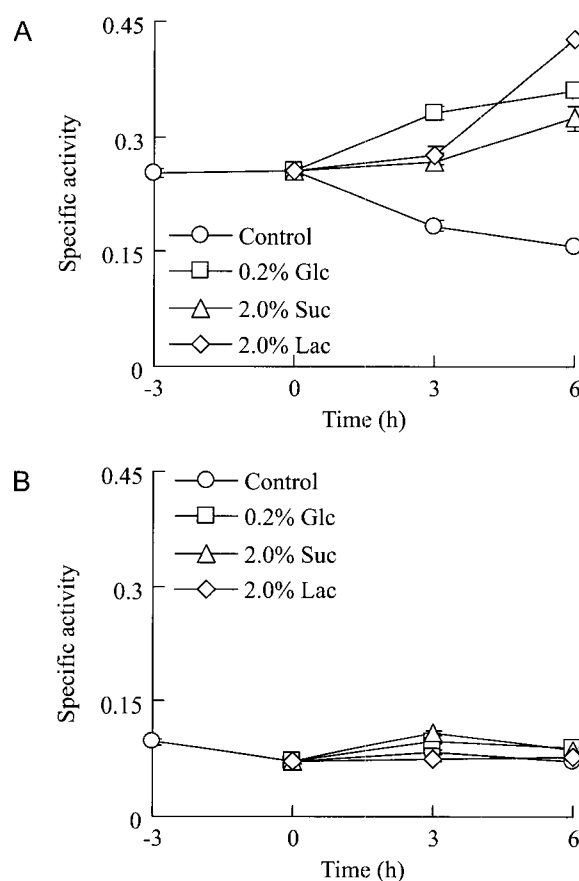 A
0.45
0.3
0.15
0
Specific activity
Control
0.2% Glc
2.0% Suc
2.0% Lac
-3 0 3 6
Time (h)
B
0.45
0.3
0.15
0
Specific activity
Control
0.2% Glc
2.0% Suc
2.0% Lac
-3 0 3 6
Time (h)